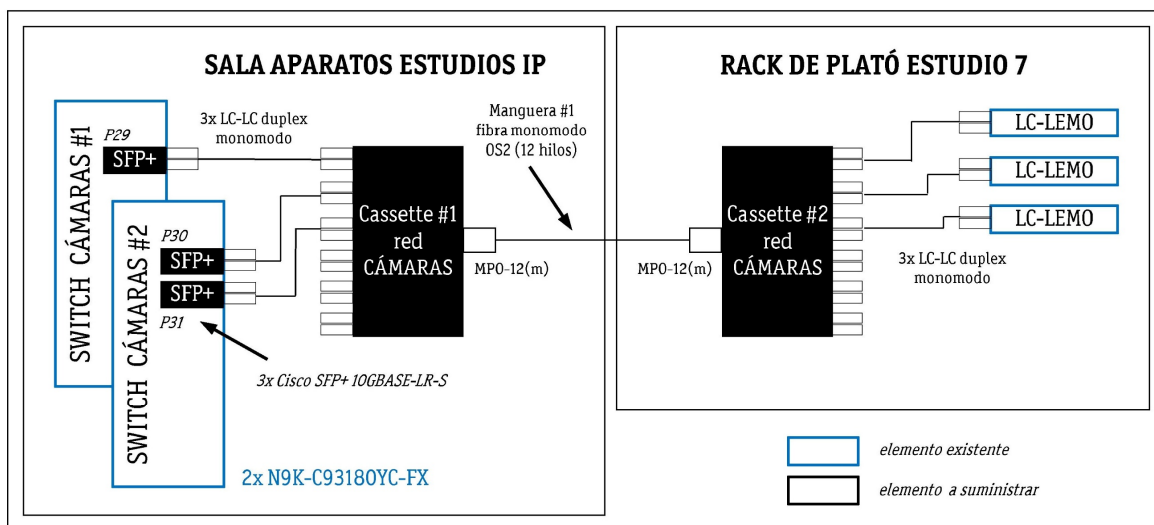 SALA APARATOS ESTUDIOS IP
SWITCH CÁMARAS #1
P29
SFP+
3x LC-LC duplex
monomodo
SWITCH CÁMARAS #2
P30
SFP+
SFP+
P31
3x Cisco SFP+ 10GBASE-LR-S
2x N9K-C93180YC-FX
Cassette #1
red
CÁMARAS
MPO-12(m)
Manguera #1
fibra monomodo
OS2 (12 hilos)
RACK DE PLATÓ ESTUDIO 7
MPO-12(m)
Cassette #2
red
CÁMARAS
LC-LEMO
LC-LEMO
LC-LEMO
3x LC-LC duplex
monomodo
elemento existente
elemento a suministrar